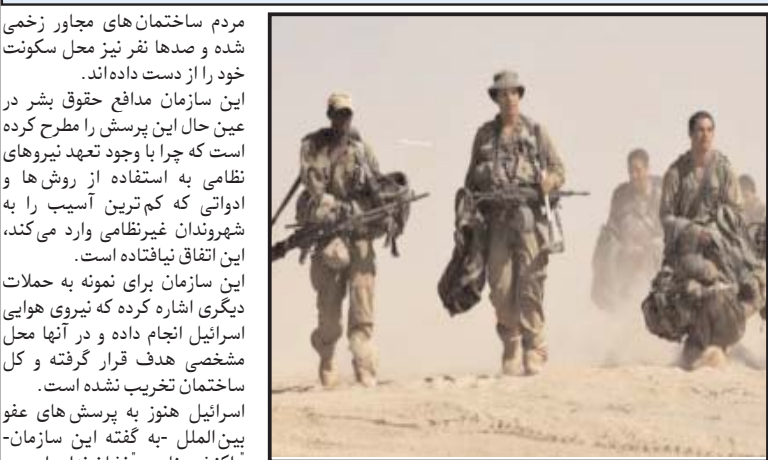 مردم ساختمان‌های مجاور زخمی
شده و صدها نفر نیز محل سکونت
خود را از دست داده‌اند.
این سازمان مدافع حقوق بشر در
عین حال این پرسش را مطرح کرده
است که چرا با وجود تعهد نیروهای
نظامی به استفاده از روش‌ها و
ادواتی که کم‌ترین آسیب را به
شهروندان غیرنظامی وارد می‌کند،
این اتفاق نیافتاده است.
این سازمان برای نمونه به حملات
دیگری اشاره کرده که نیروی هوایی
اسرائیل انجام داده و در آنها محل
مشخصی هدف قرار گرفته و کل
ساختمان تخریب نشده است.
اسرائیل هنوز به پرسش‌های عفو
بین‌الملل -به گفته این سازمان-